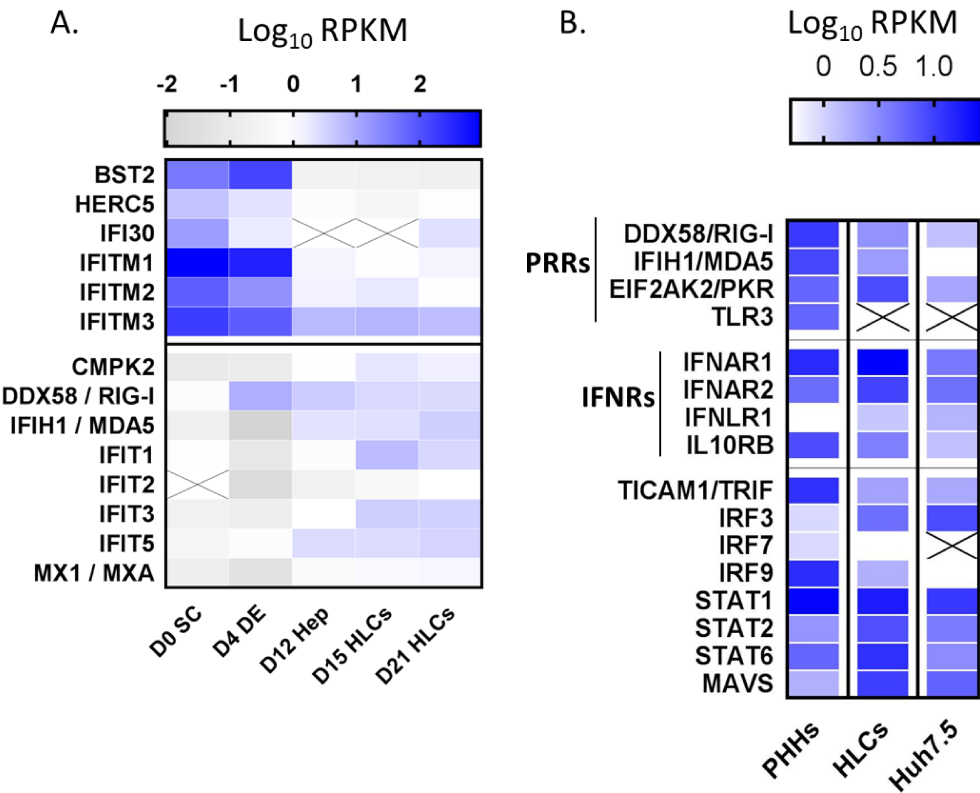 A.
Log10 RPKM
-2 -1 0 1 2
BST2
HERC5
IFI30
IFITM1
IFITM2
IFITM3
CMPK2
DDX58 / RIG-I
IFIH1 / MDA5
IFIT1
IFIT2
IFIT3
IFIT5
MX1 / MXA
D0 SC
D4 DE
D12 Hep
D15 HLCs
D21 HLCs
B.
Log10 RPKM
0 0.5 1.0
PRRs
DDX58/RIG-I
IFIH1/MDA5
EIF2AK2/PKR
TLR3
IFNRs
IFNAR1
IFNAR2
IFNLR1
IL10RB
TICAM1/TRIF
IRF3
IRF7
IRF9
STAT1
STAT2
STAT6
MAVS
PHHs
HLCs
Huh7.5